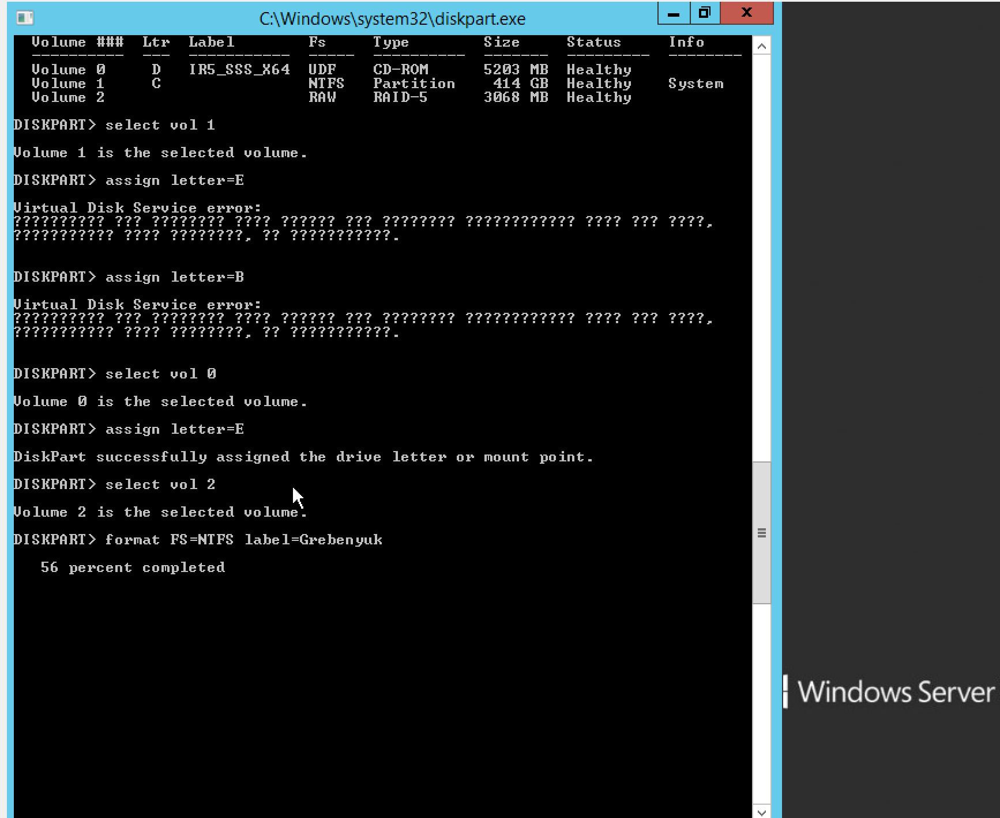 C:\Windows\system32\diskpart.exe
Volume ###  Ltr  Label        Fs     Type        Size     Status     Info
----------  ---  -----------  -----  ----------  -------  ---------  --------
Volume 0     D   IR5_SSS_X64  UDF    CD-ROM      5203 MB  Healthy
Volume 1     C                NTFS   Partition    414 GB  Healthy    System
Volume 2                      RAW    RAID-5      3068 MB  Healthy
DISKPART> select vol 1
Volume 1 is the selected volume.
DISKPART> assign letter=E
Virtual Disk Service error:
?????????? ??? ???????? ???? ?????? ??? ???????? ???????????? ???? ??? ????,
??????????? ???? ????????, ?? ???????????.
DISKPART> assign letter=B
Virtual Disk Service error:
?????????? ??? ???????? ???? ?????? ??? ???????? ???????????? ???? ??? ????,
??????????? ???? ????????, ?? ???????????.
DISKPART> select vol 0
Volume 0 is the selected volume.
DISKPART> assign letter=E
DiskPart successfully assigned the drive letter or mount point.
DISKPART> select vol 2
Volume 2 is the selected volume.
DISKPART> format FS=NTFS label=Grebenyuk
56 percent completed
Windows Server